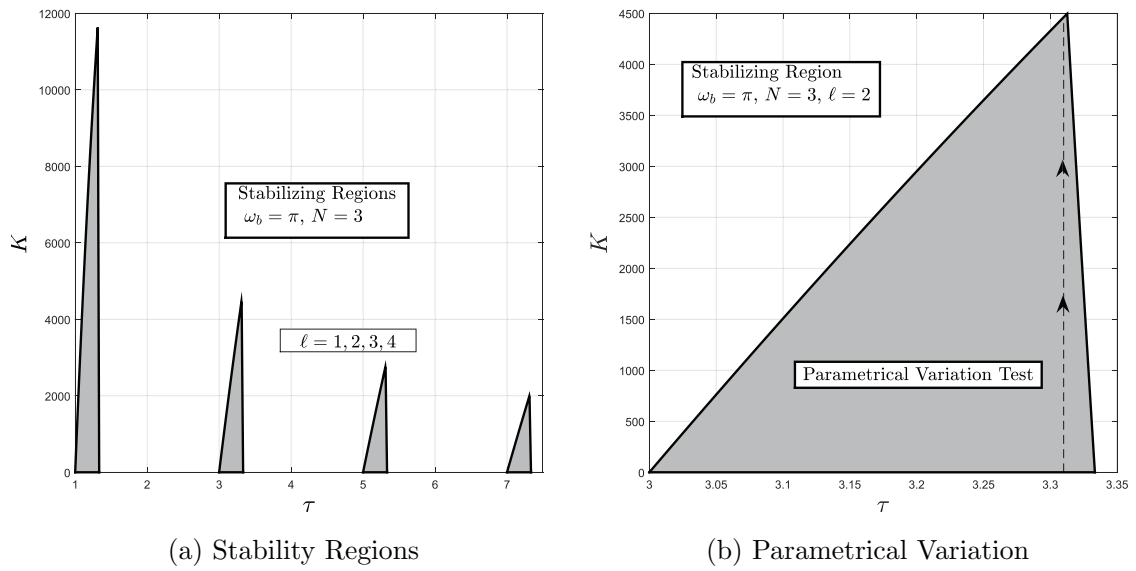 12000
10000
8000
6000
4000
2000
0
K
Stabilizing Regions
ω_b = π, N = 3
ℓ = 1, 2, 3, 4
1 2 3 4 5 6 7
τ
(a) Stability Regions
4500
4000
3500
3000
2500
2000
1500
1000
500
0
K
Stabilizing Region
ω_b = π, N = 3, ℓ = 2
Parametrical Variation Test
3 3.05 3.1 3.15 3.2 3.25 3.3 3.35
τ
(b) Parametrical Variation